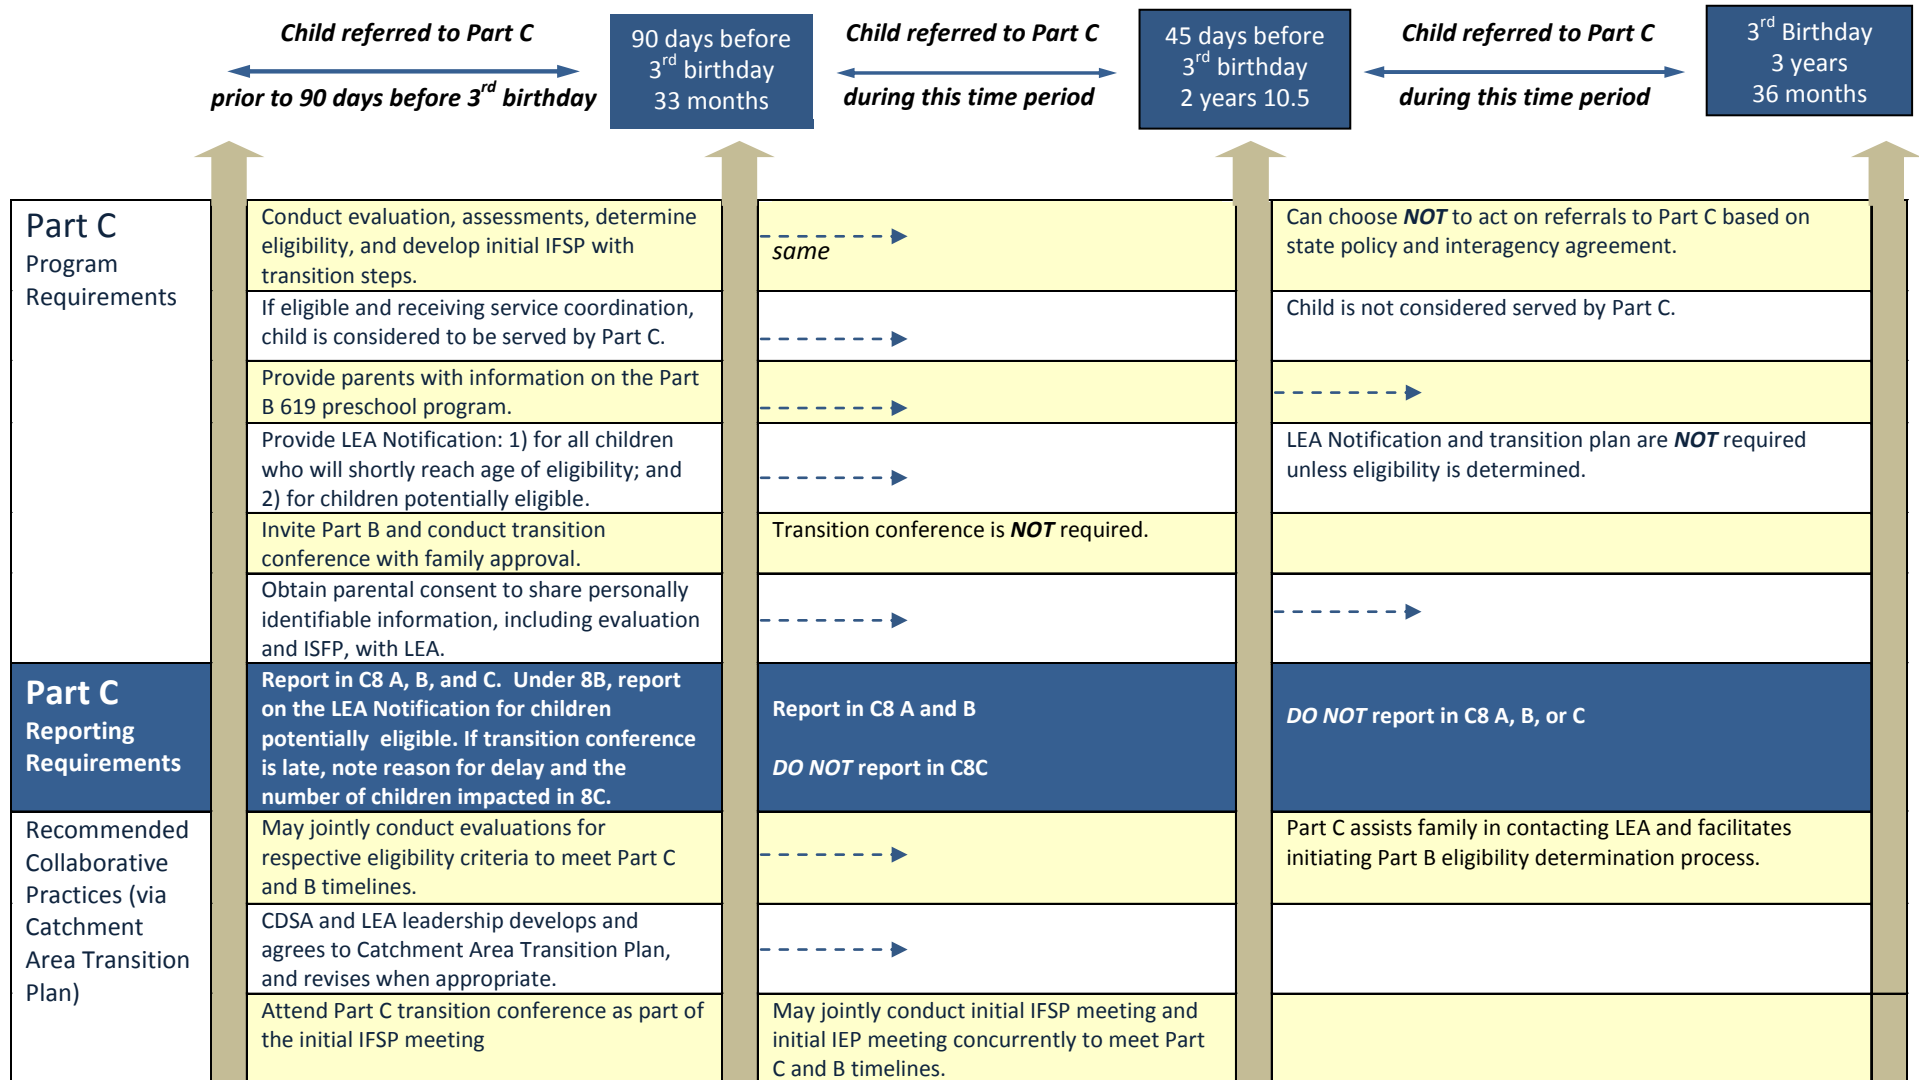 Child referred to Part C
prior to 90 days before 3rd birthday
90 days before
3rd birthday
33 months
Child referred to Part C
during this time period
45 days before
3rd birthday
2 years 10.5
Child referred to Part C
during this time period
3rd Birthday
3 years
36 months
Part C
Program
Requirements
Conduct evaluation, assessments, determine
eligibility, and develop initial IFSP with
transition steps.
same
Can choose NOT to act on referrals to Part C based on
state policy and interagency agreement.
If eligible and receiving service coordination,
child is considered to be served by Part C.
Child is not considered served by Part C.
Provide parents with information on the Part
B 619 preschool program.
Provide LEA Notification: 1) for all children
who will shortly reach age of eligibility; and
2) for children potentially eligible.
LEA Notification and transition plan are NOT required
unless eligibility is determined.
Invite Part B and conduct transition
conference with family approval.
Transition conference is NOT required.
Obtain parental consent to share personally
identifiable information, including evaluation
and ISFP, with LEA.
Part C
Reporting
Requirements
Report in C8 A, B, and C. Under 8B, report
on the LEA Notification for children
potentially eligible. If transition conference
is late, note reason for delay and the
number of children impacted in 8C.
Report in C8 A and B
DO NOT report in C8C
DO NOT report in C8 A, B, or C
Recommended
Collaborative
Practices (via
Catchment
Area Transition
Plan)
May jointly conduct evaluations for
respective eligibility criteria to meet Part C
and B timelines.
Part C assists family in contacting LEA and facilitates
initiating Part B eligibility determination process.
CDSA and LEA leadership develops and
agrees to Catchment Area Transition Plan,
and revises when appropriate.
Attend Part C transition conference as part of
the initial IFSP meeting
May jointly conduct initial IFSP meeting and
initial IEP meeting concurrently to meet Part
C and B timelines.